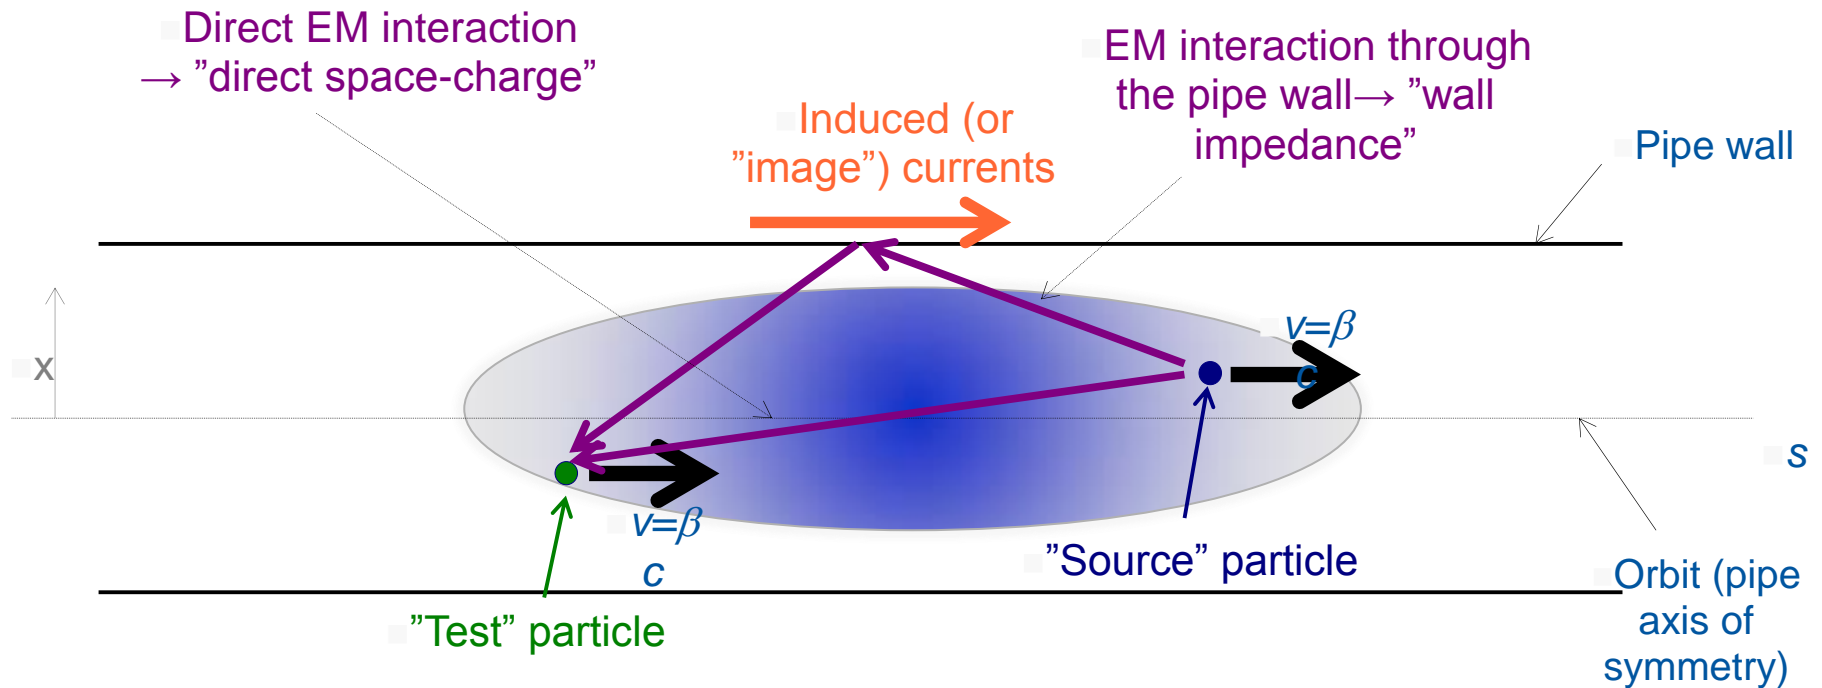 Direct EM interaction
→ ”direct space-charge”
EM interaction through
the pipe wall→ ”wall
impedance”
Induced (or
”image”) currents
Pipe wall
x
v=β
c
s
v=β
c
”Source” particle
”Test” particle
Orbit (pipe
axis of
symmetry)